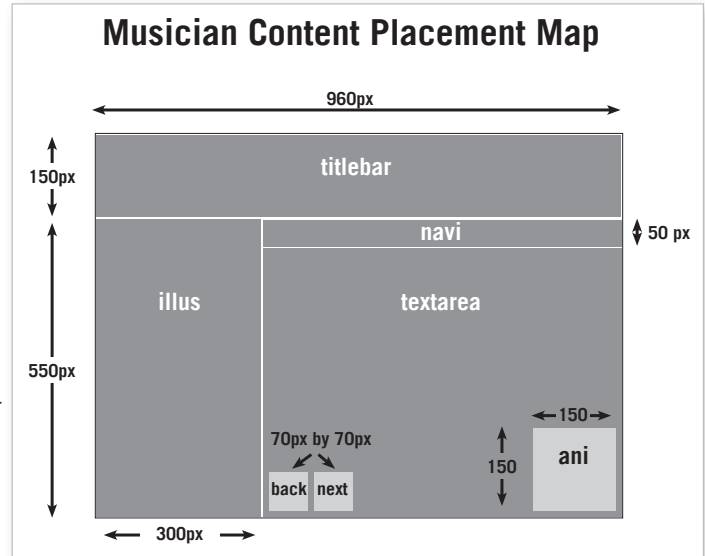 Musician Content Placement Map
960px
titlebar
150px
navi
50 px
illus
textarea
550px
150
70px by 70px
150
ani
back
next
300px